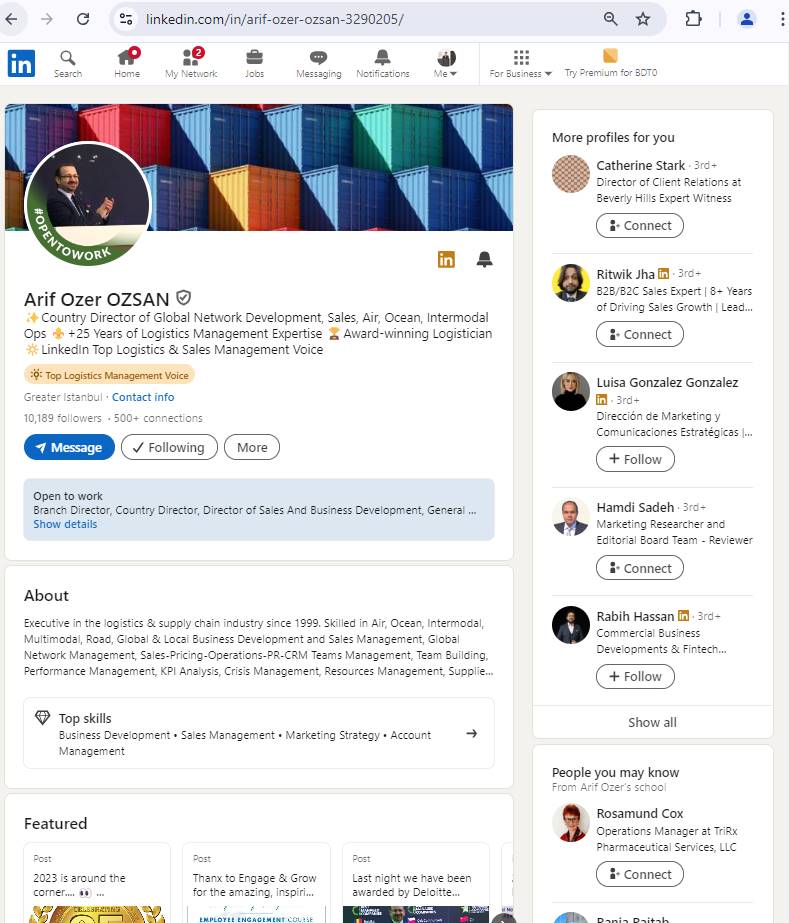 linkedin.com/in/arif-ozer-ozsan-3290205/
in
Search
Home
2
My Network
Jobs
Messaging
Notifications
Me
For Business
Try Premium for BDT0
#OPENTOWORK
in
Arif Ozer OZSAN
✨Country Director of Global Network Development, Sales, Air, Ocean, Intermodal
Ops ⚜️ +25 Years of Logistics Management Expertise 🏆 Award-winning Logistician
🔆 LinkedIn Top Logistics & Sales Management Voice
Top Logistics Management Voice
Greater Istanbul · Contact info
10,189 followers · 500+ connections
Message
Following
More
Open to work
Branch Director, Country Director, Director of Sales And Business Development, General ...
Show details
About
Executive in the logistics & supply chain industry since 1999. Skilled in Air, Ocean, Intermodal,
Multimodal, Road, Global & Local Business Development and Sales Management, Global
Network Management, Sales-Pricing-Operations-PR-CRM Teams Management, Team Building,
Performance Management, KPI Analysis, Crisis Management, Resources Management, Supplie...
Top skills
Business Development • Sales Management • Marketing Strategy • Account
Management
Featured
Post
2023 is around the
corner.... 👀 ...
CELEBRATING
Post
Thanx to Engage & Grow
for the amazing, inspiri...
EMPLOYEE ENGAGEMENT COURSE
Post
Last night we have been
awarded by Deloitte...
More profiles for you
Catherine Stark · 3rd+
Director of Client Relations at
Beverly Hills Expert Witness
Connect
Ritwik Jha in · 3rd+
B2B/B2C Sales Expert | 8+ Years
of Driving Sales Growth | Lead...
Connect
Luisa Gonzalez Gonzalez
in · 3rd+
Dirección de Marketing y
Comunicaciones Estratégicas |...
+ Follow
Hamdi Sadeh · 3rd+
Marketing Researcher and
Editorial Board Team - Reviewer
Connect
Rabih Hassan in · 3rd+
Commercial Business
Developments & Fintech...
+ Follow
Show all
People you may know
From Arif Ozer's school
Rosamund Cox
Operations Manager at TriRx
Pharmaceutical Services, LLC
Connect